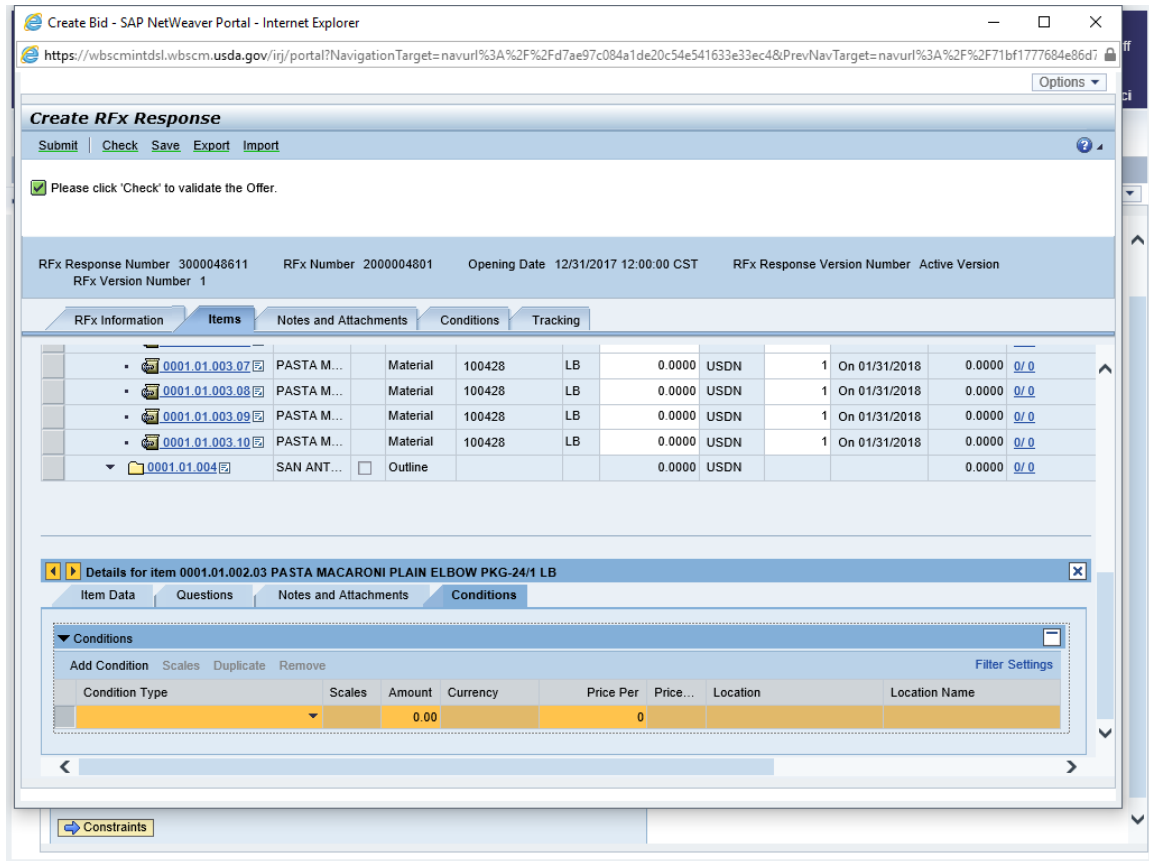 Create Bid - SAP NetWeaver Portal - Internet Explorer
https://wbscmintdsl.wbscm.usda.gov/irj/portal?NavigationTarget=navurl%3A%2F%2Fd7ae97c084a1de20c54e541633e33ec4&PrevNavTarget=navurl%3A%2F%2F71bf1777684e86d7
ff
Options
ci
Create RFx Response
Submit Check Save Export Import
Please click 'Check' to validate the Offer.
RFx Response Number 3000048611 RFx Number 2000004801 Opening Date 12/31/2017 12:00:00 CST RFx Response Version Number Active Version
RFx Version Number 1
RFx Information Items Notes and Attachments Conditions Tracking
0001.01.003.07 PASTA M... Material 100428 LB 0.0000 USDN 1 On 01/31/2018 0.0000 0/ 0
0001.01.003.08 PASTA M... Material 100428 LB 0.0000 USDN 1 On 01/31/2018 0.0000 0/ 0
0001.01.003.09 PASTA M... Material 100428 LB 0.0000 USDN 1 On 01/31/2018 0.0000 0/ 0
0001.01.003.10 PASTA M... Material 100428 LB 0.0000 USDN 1 On 01/31/2018 0.0000 0/ 0
0001.01.004 SAN ANT... Outline 0.0000 USDN 0.0000 0/ 0
Details for item 0001.01.002.03 PASTA MACARONI PLAIN ELBOW PKG-24/1 LB
Item Data Questions Notes and Attachments Conditions
Conditions
Add Condition Scales Duplicate Remove Filter Settings
Condition Type Scales Amount Currency Price Per Price... Location Location Name
0.00 0
Constraints